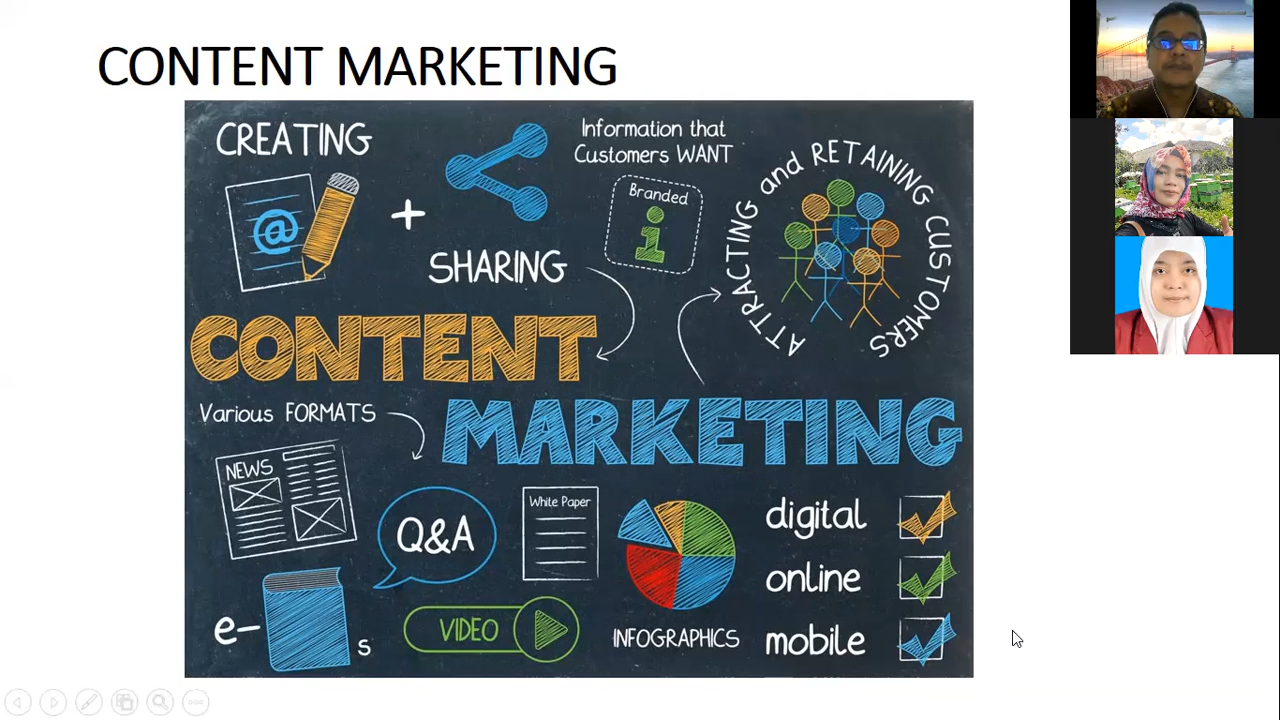 CONTENT MARKETING
CREATING
@
+
SHARING
Information that
Customers WANT
Branded
i
ATTRACTING and RETAINING CUSTOMERS
CONTENT
MARKETING
Various FORMATS
NEWS
Q&A
White Paper
e-
s
VIDEO
INFOGRAPHICS
digital
online
mobile